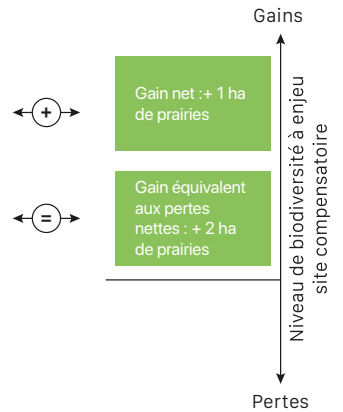 Gains
+
Gain net :+ 1 ha
de prairies
=
Gain équivalent
aux pertes
nettes : + 2 ha
de prairies
Niveau de biodiversité à enjeu
site compensatoire
Pertes